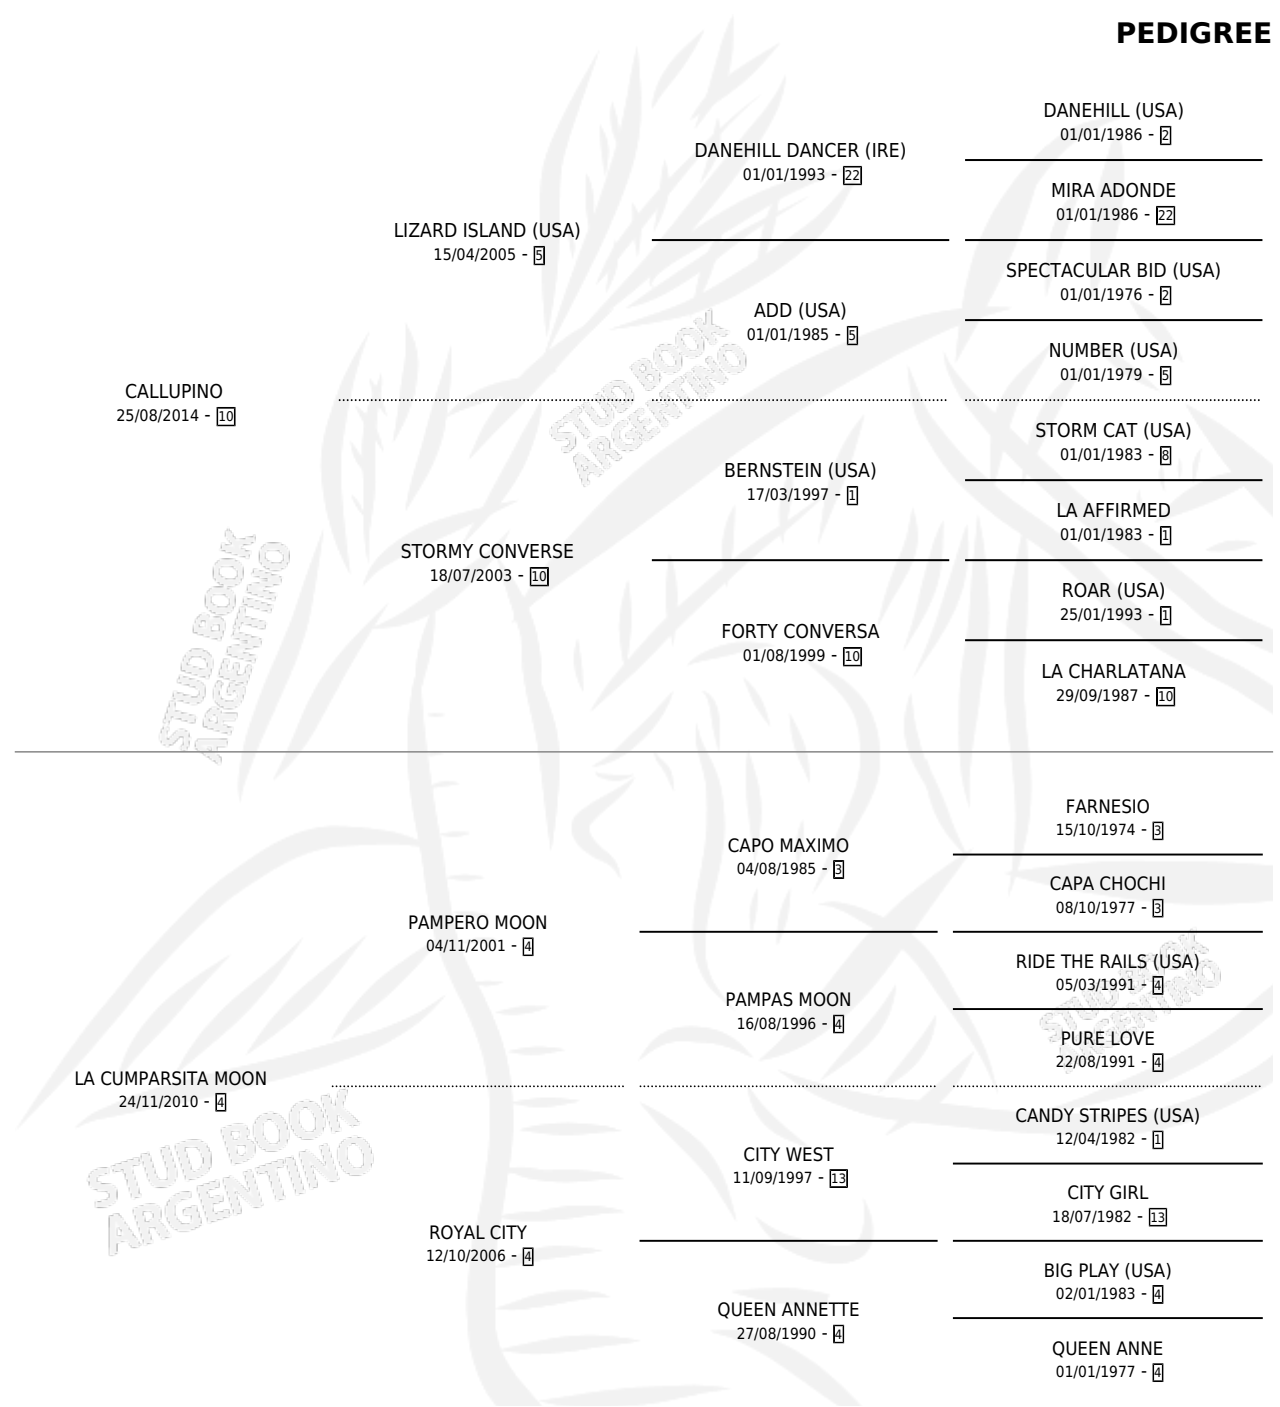 PEDIGREE
DANEHILL (USA)
01/01/1986 - 2
DANEHILL DANCER (IRE)
01/01/1993 - 22
MIRA ADONDE
01/01/1986 - 22
LIZARD ISLAND (USA)
15/04/2005 - 5
SPECTACULAR BID (USA)
01/01/1976 - 2
ADD (USA)
01/01/1985 - 5
NUMBER (USA)
01/01/1979 - 5
STUD BOOK
ARGENTINO
CALLUPINO
25/08/2014 - 10
STORM CAT (USA)
01/01/1983 - 8
BERNSTEIN (USA)
17/03/1997 - 1
LA AFFIRMED
01/01/1983 - 1
STORMY CONVERSE
18/07/2003 - 10
ROAR (USA)
25/01/1993 - 1
FORTY CONVERSA
01/08/1999 - 10
LA CHARLATANA
29/09/1987 - 10
STUD BOOK
ARGENTINO
FARNESIO
15/10/1974 - 3
CAPO MAXIMO
04/08/1985 - 3
CAPA CHOCHI
08/10/1977 - 3
PAMPERO MOON
04/11/2001 - 4
RIDE THE RAILS (USA)
05/03/1991 - 4
PAMPAS MOON
16/08/1996 - 4
STUD BOOK
ARGENTINO
PURE LOVE
22/08/1991 - 4
LA CUMPARSITA MOON
24/11/2010 - 4
CANDY STRIPES (USA)
12/04/1982 - 1
CITY WEST
11/09/1997 - 13
CITY GIRL
18/07/1982 - 13
STUD BOOK
ARGENTINO
ROYAL CITY
12/10/2006 - 4
BIG PLAY (USA)
02/01/1983 - 4
QUEEN ANNETTE
27/08/1990 - 4
QUEEN ANNE
01/01/1977 - 4